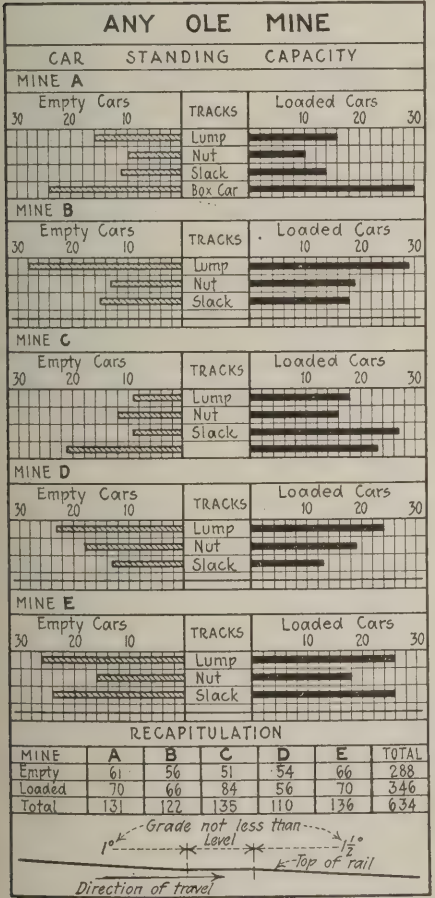 ANY OLE MINE
CAR STANDING CAPACITY
MINE A
Empty Cars TRACKS Loaded Cars
30 20 10 10 20 30
Lump
Nut
Slack
Box Car
MINE B
Empty Cars TRACKS Loaded Cars
30 20 10 10 20 30
Lump
Nut
Slack
MINE C
Empty Cars TRACKS Loaded Cars
30 20 10 10 20 30
Lump
Nut
Slack
MINE D
Empty Cars TRACKS Loaded Cars
30 20 10 10 20 30
Lump
Nut
Slack
MINE E
Empty Cars TRACKS Loaded Cars
30 20 10 10 20 30
Lump
Nut
Slack
RECAPITULATION
MINE A B C D E TOTAL
Empty 61 56 51 54 66 288
Loaded 70 66 84 56 70 346
Total 131 122 135 110 136 634
Grade not less than
1° Level 1½°
Top of rail
Direction of travel